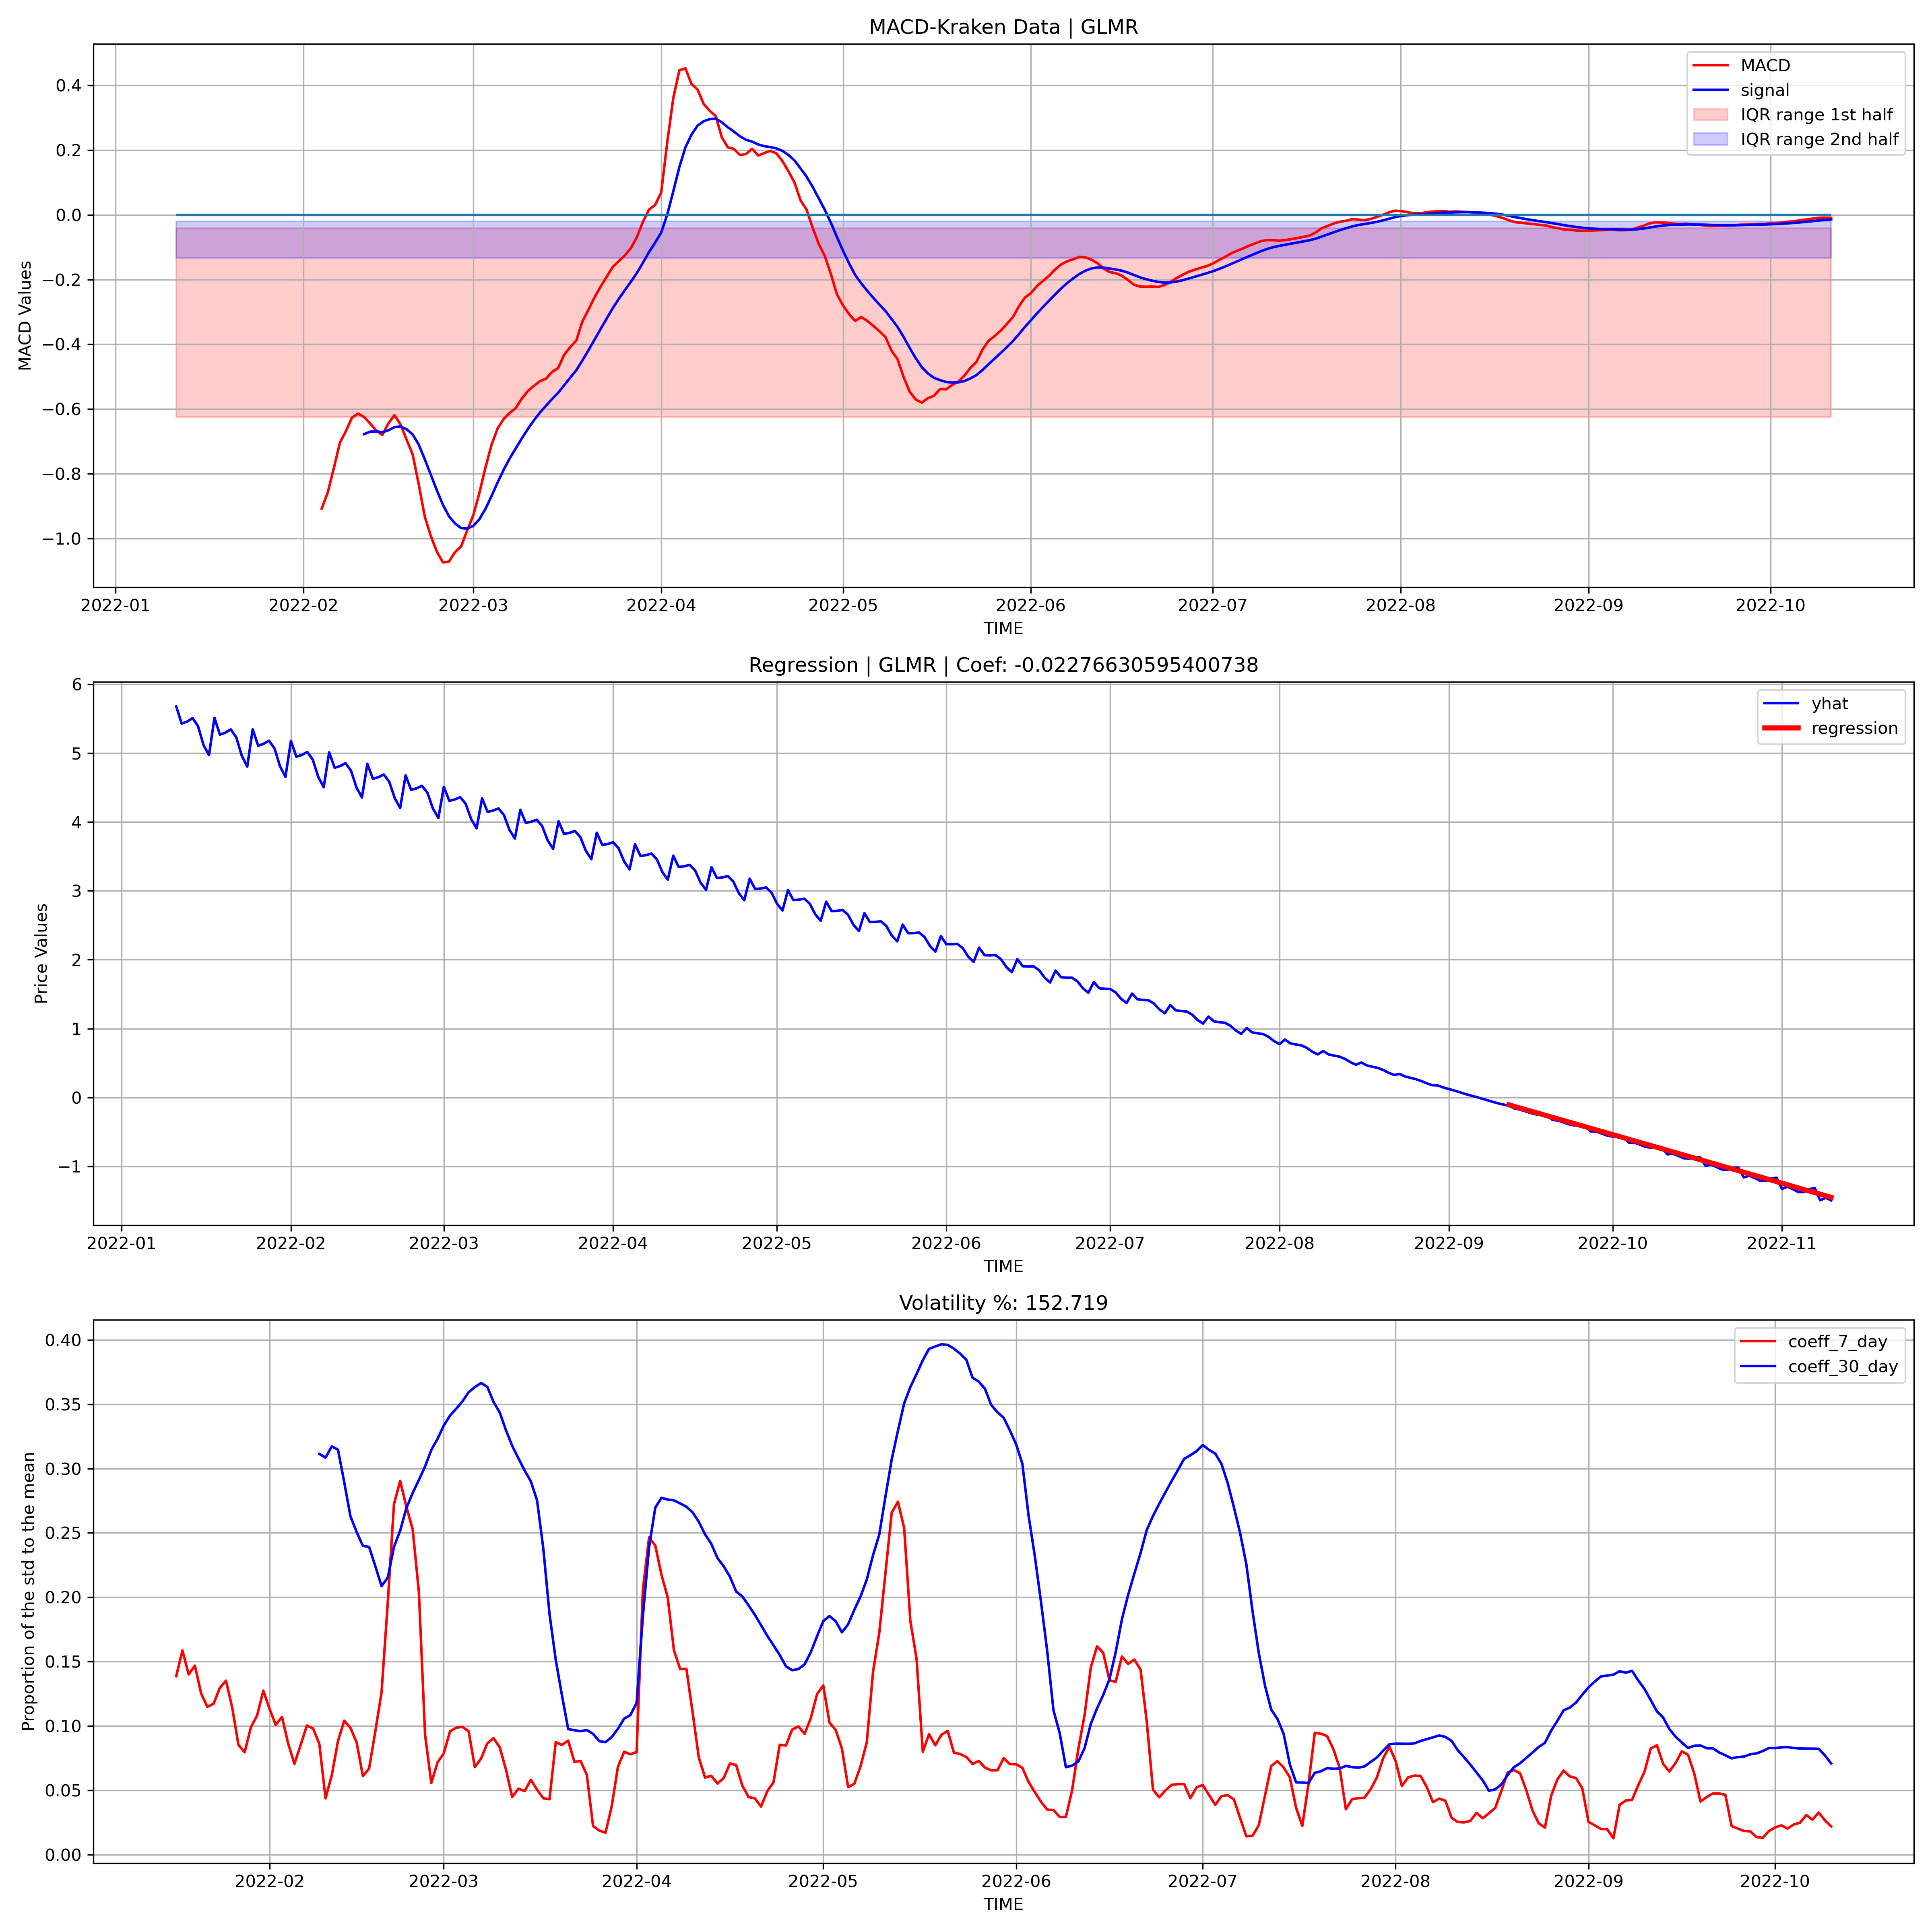 MACD-Kraken Data | GLMR
MACD
signal
IQR range 1st half
IQR range 2nd half
MACD Values
0.4
0.2
0.0
−0.2
−0.4
−0.6
−0.8
−1.0
2022-01 2022-02 2022-03 2022-04 2022-05 2022-06 2022-07 2022-08 2022-09 2022-10
TIME
Regression | GLMR | Coef: -0.02276630595400738
yhat
regression
Price Values
6
5
4
3
2
1
0
−1
2022-01 2022-02 2022-03 2022-04 2022-05 2022-06 2022-07 2022-08 2022-09 2022-10 2022-11
TIME
Volatility %: 152.719
coeff_7_day
coeff_30_day
Proportion of the std to the mean
0.40
0.35
0.30
0.25
0.20
0.15
0.10
0.05
0.00
2022-02 2022-03 2022-04 2022-05 2022-06 2022-07 2022-08 2022-09 2022-10
TIME